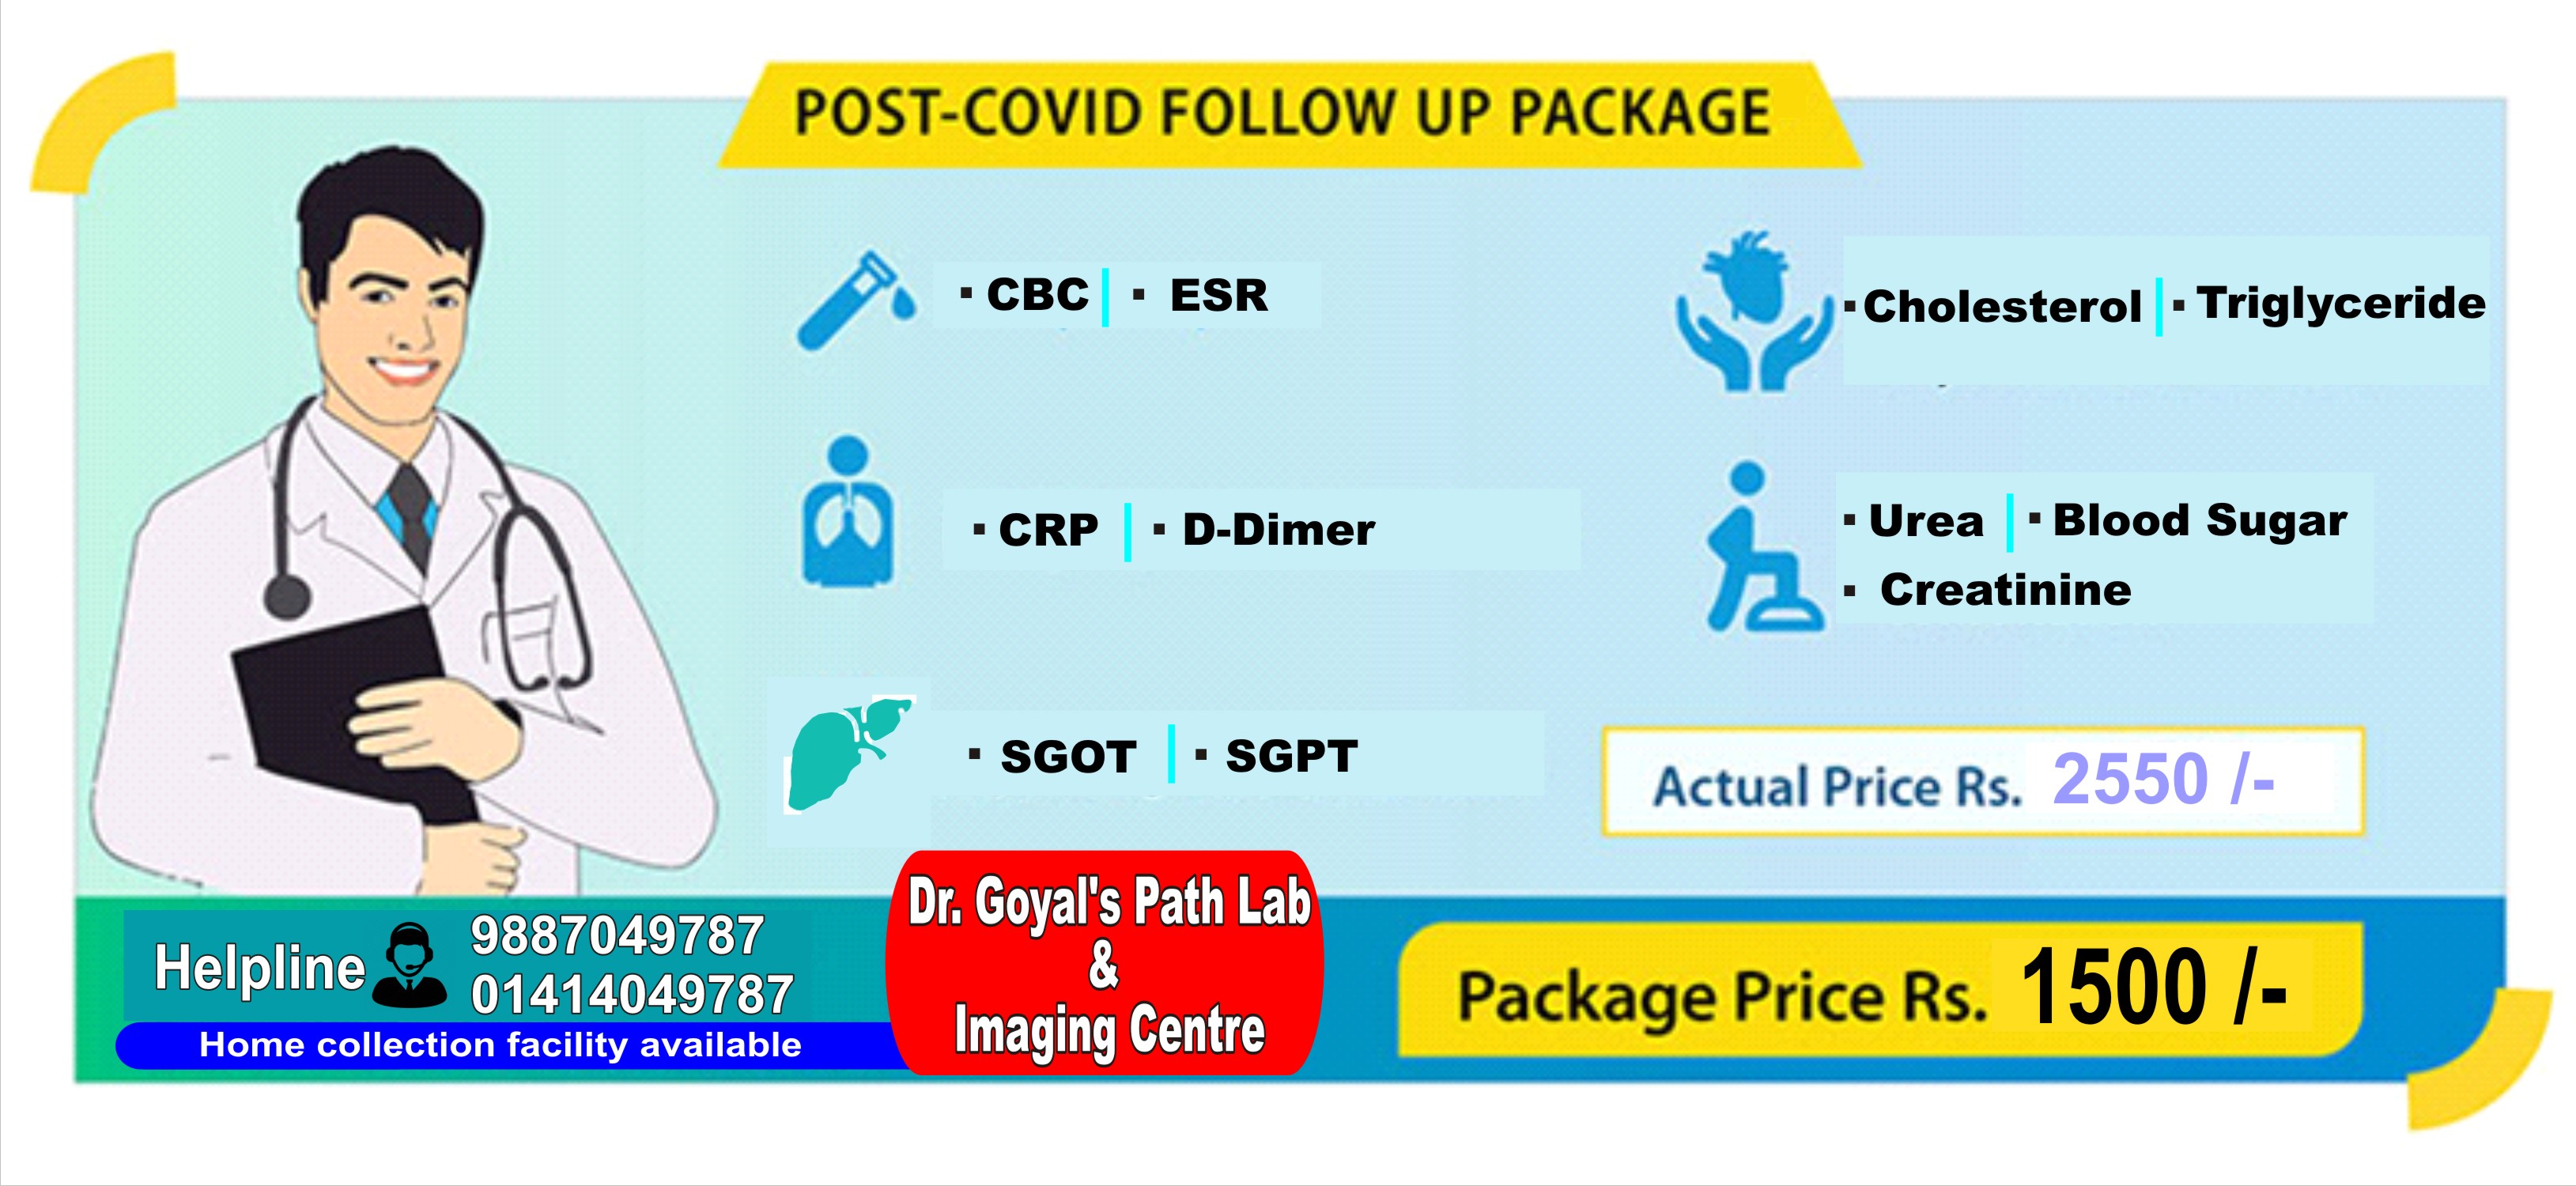 POST-COVID FOLLOW UP PACKAGE
▪ CBC | ▪ ESR
▪ Cholesterol | ▪ Triglyceride
▪ CRP | ▪ D-Dimer
▪ Urea | ▪ Blood Sugar
▪ Creatinine
▪ SGOT | ▪ SGPT
Actual Price Rs. 2550 /-
Helpline
9887049787
01414049787
Home collection facility available
Dr. Goyal's Path Lab
&
Imaging Centre
Package Price Rs. 1500 /-